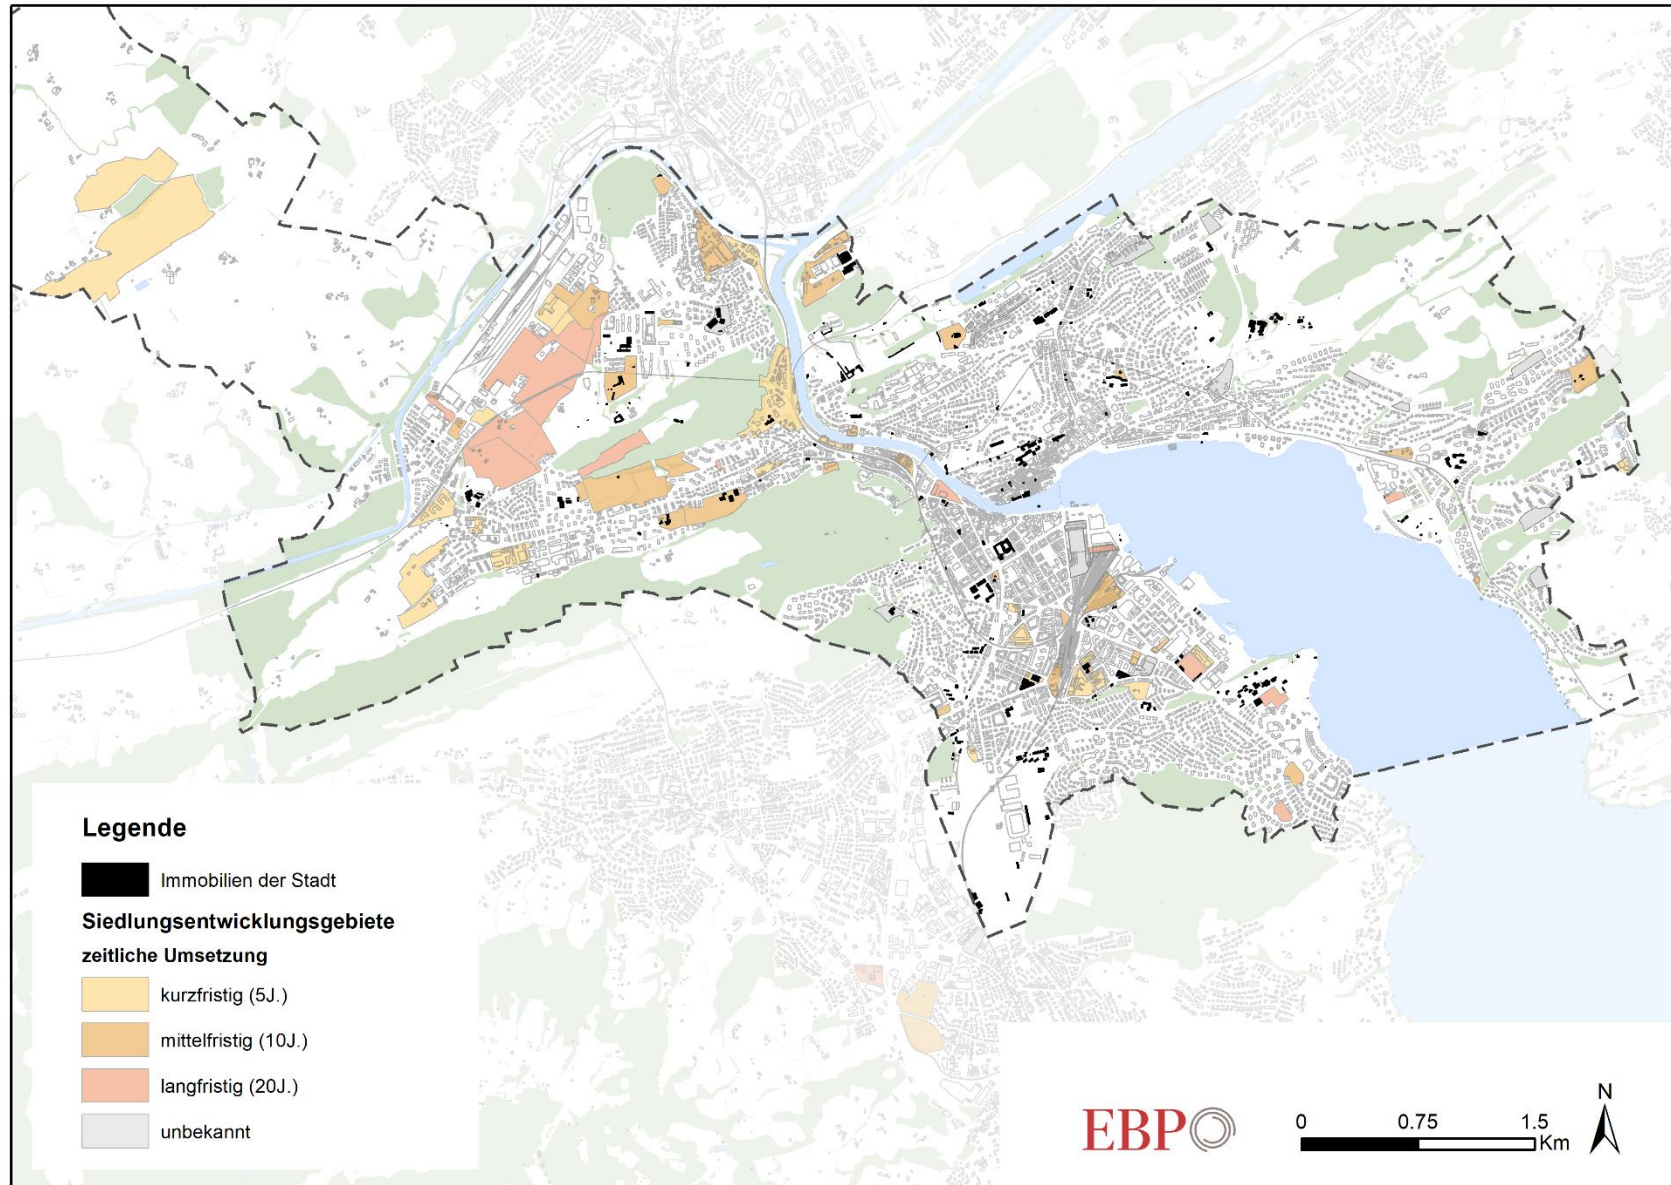 Legende
Immobilien der Stadt
Siedlungsentwicklungsgebiete
zeitliche Umsetzung
kurzfristig (5J.)
mittelfristig (10J.)
langfristig (20J.)
unbekannt
EBP
0 0.75 1.5
Km
N